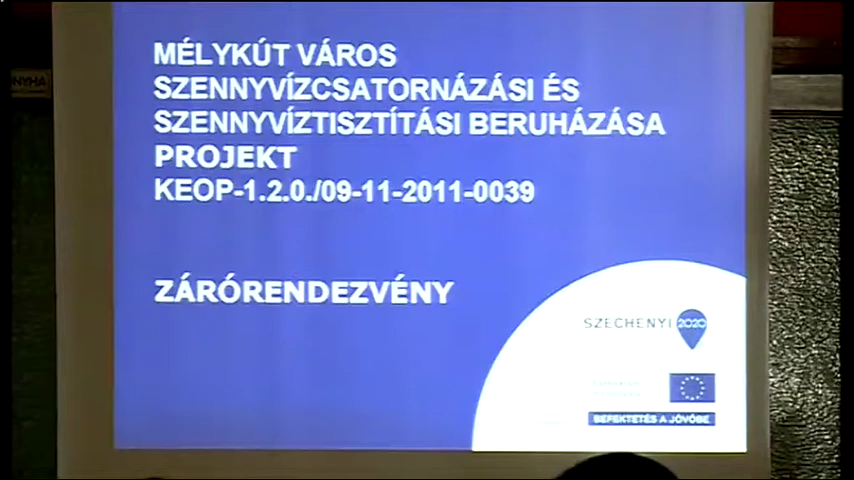 NYHA
MÉLYKÚT VÁROS
SZENNYVÍZCSATORNÁZÁSI ÉS
SZENNYVÍZTISZTÍTÁSI BERUHÁZÁSA
PROJEKT
KEOP-1.2.0./09-11-2011-0039
ZÁRÓRENDEZVÉNY
SZECHENYI 2020
BEFEKTETÉS A JÖVŐBE